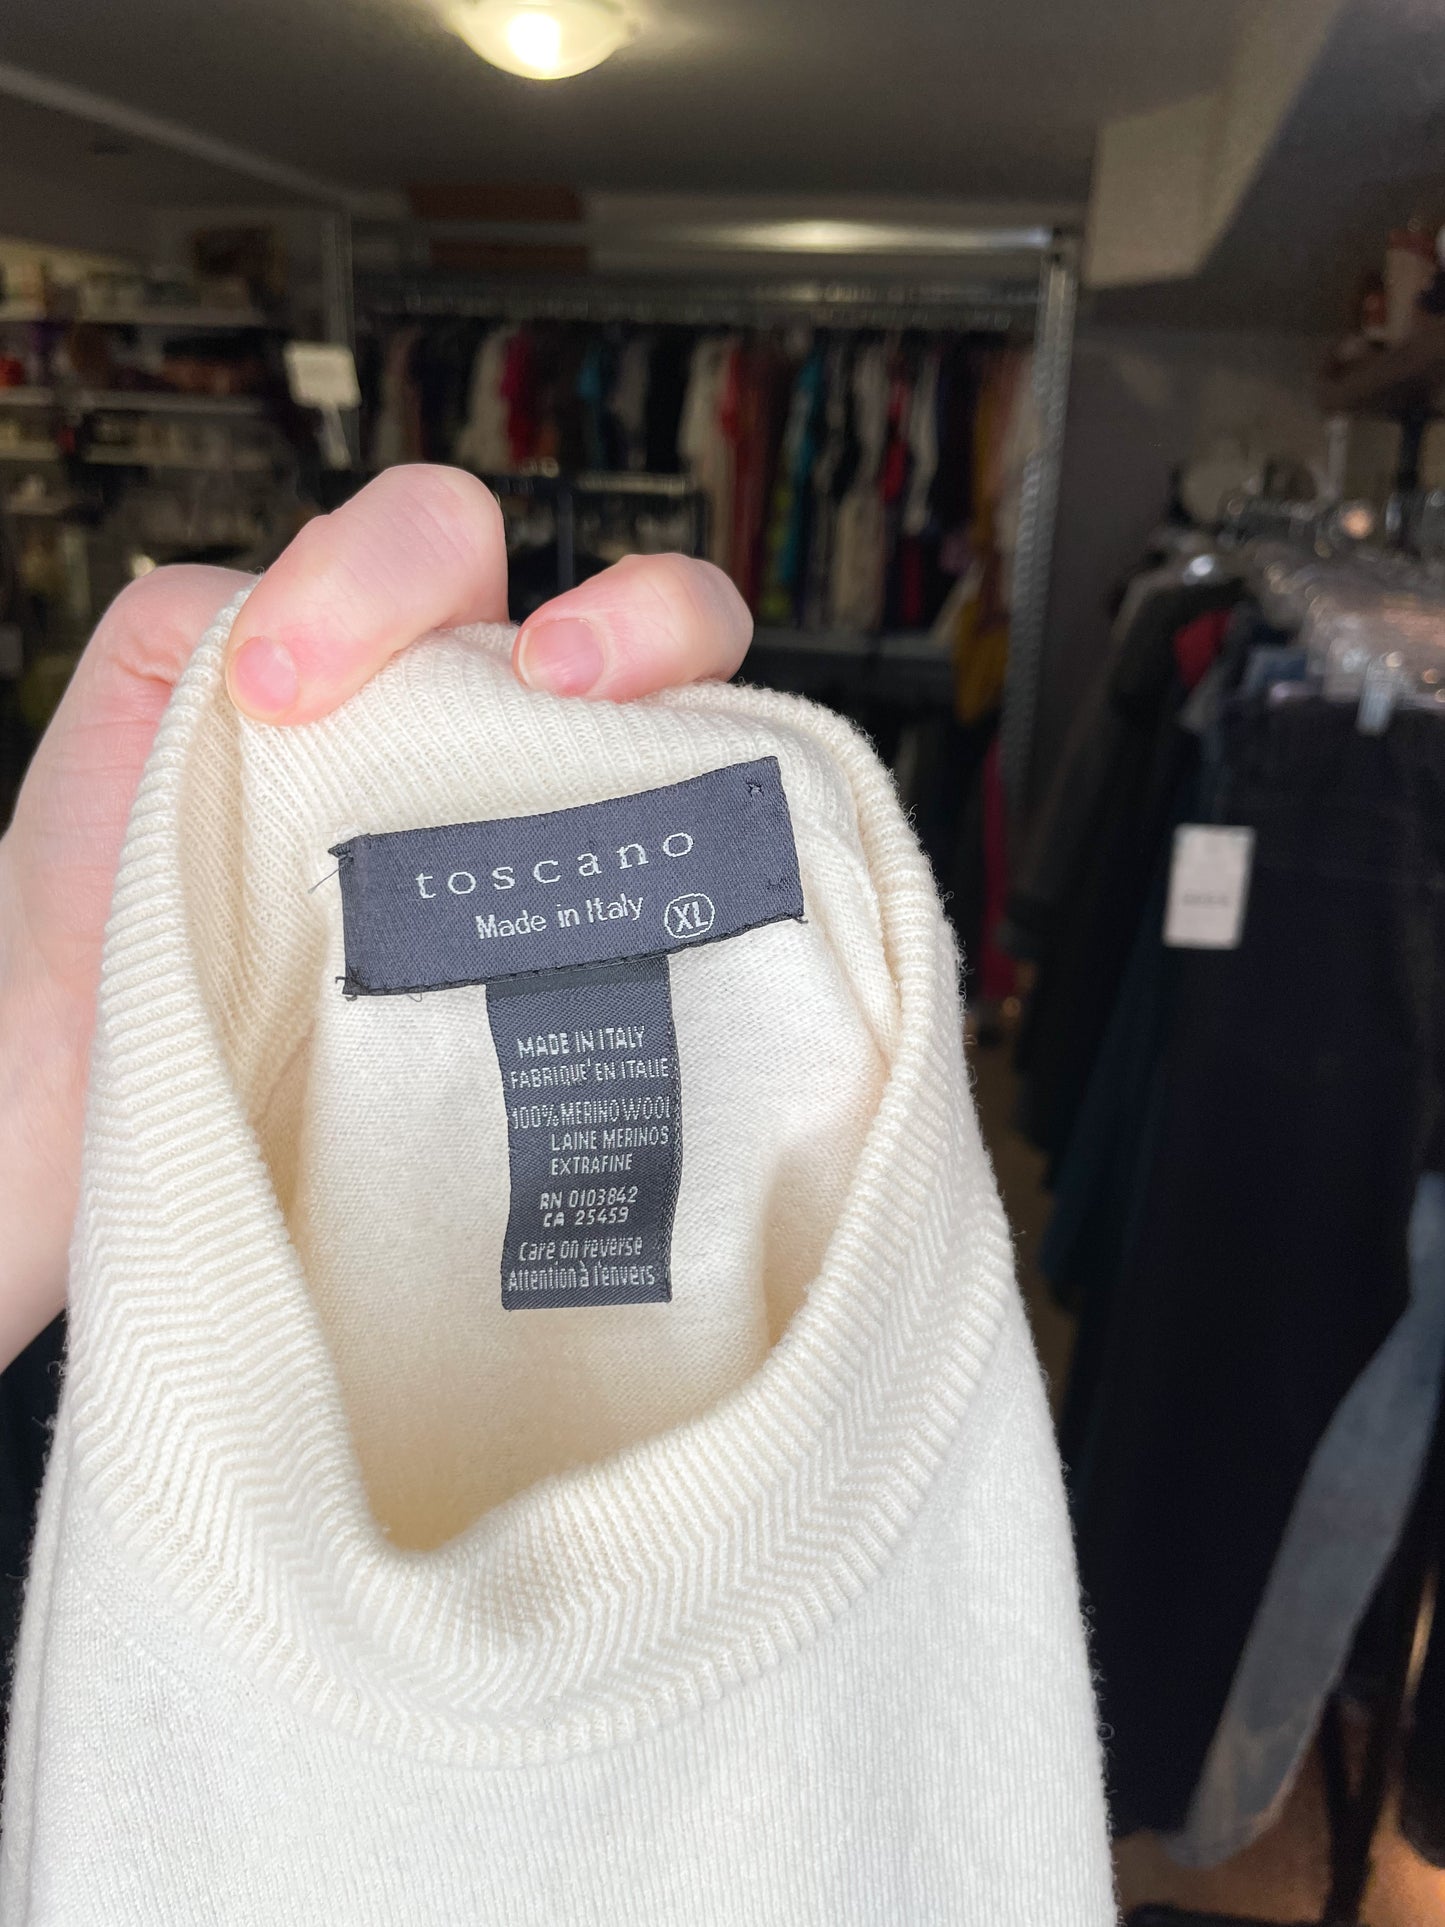 toscano
Made in Italy XL
MADE IN ITALY
FABRIQUE' EN ITALIE
100% MERINO WOOL
LAINE MERINOS
EXTRAFINE
RN 0103842
CA 25459
Care on reverse
Attention à l'envers